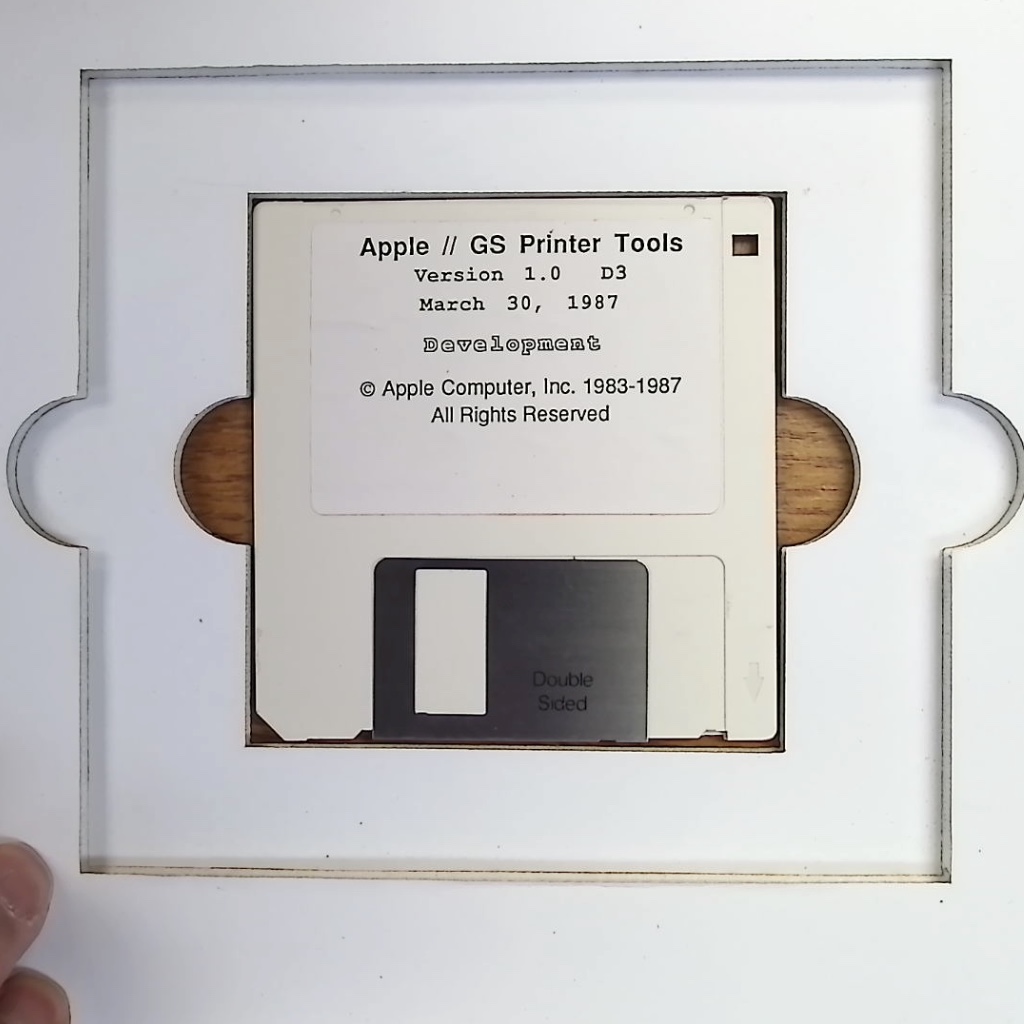 Apple // GS Printer Tools
Version 1.0 D3
March 30, 1987
Development
© Apple Computer, Inc. 1983-1987
All Rights Reserved
Double
Sided